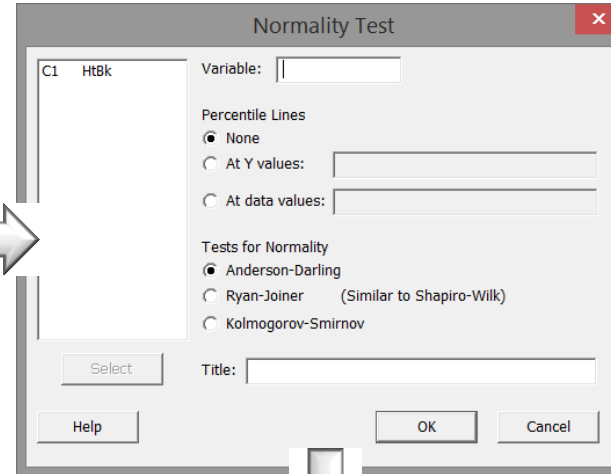 Normality Test
C1 HtBk
Variable:
Percentile Lines
None
At Y values:
At data values:
Tests for Normality
Anderson-Darling
Ryan-Joiner (Similar to Shapiro-Wilk)
Kolmogorov-Smirnov
Select
Title:
Help
OK
Cancel